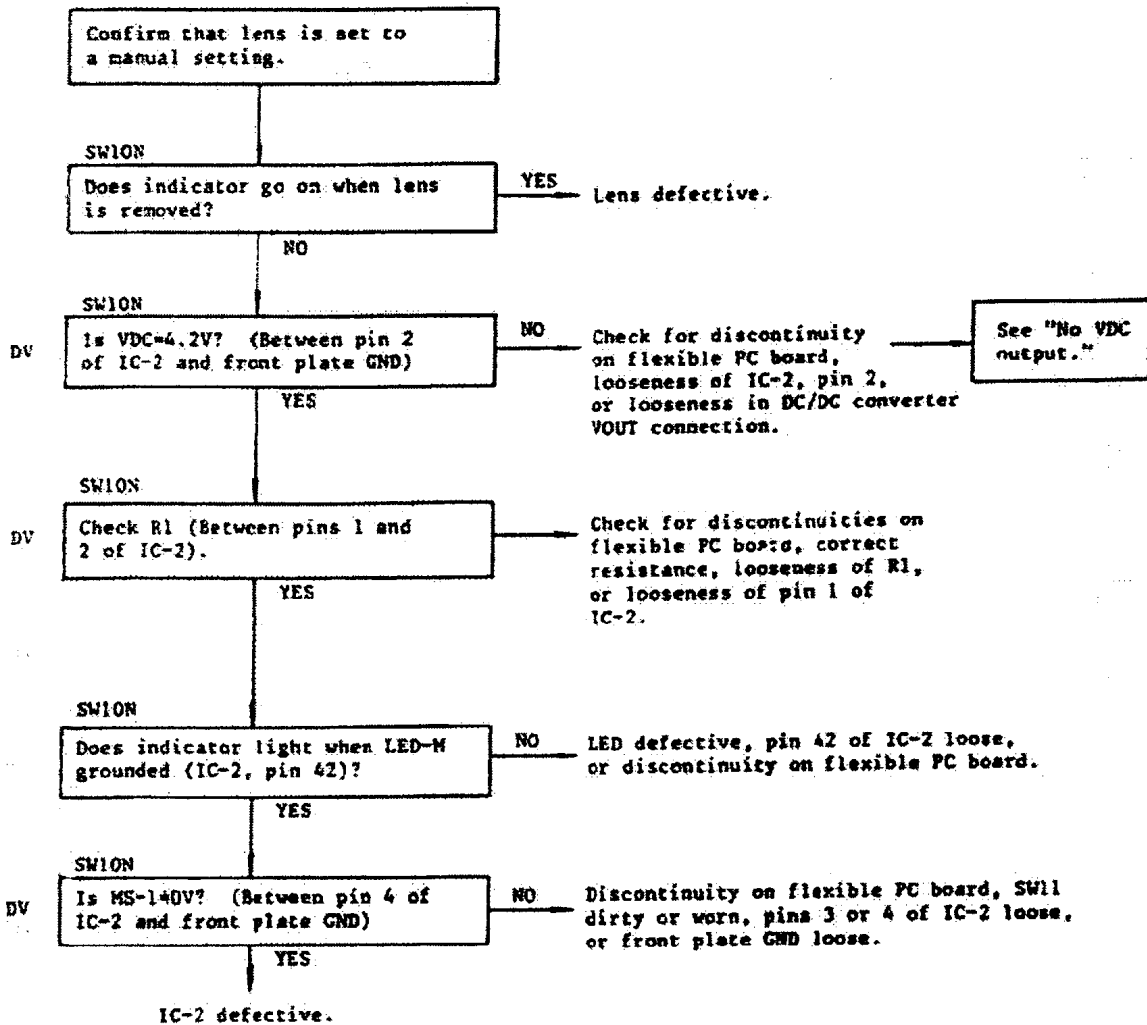 Confirm that lens is set to
a manual setting.
SW1ON
Does indicator go on when lens
is removed?
YES
Lens defective.
NO
SW1ON
DV
Is VDC=4.2V? (Between pin 2
of IC-2 and front plate GND)
NO
Check for discontinuity
on flexible PC board,
looseness of IC-2, pin 2,
or looseness in DC/DC converter
VOUT connection.
See "No VDC
output."
YES
SW1ON
DV
Check R1 (Between pins 1 and
2 of IC-2).
Check for discontinuities on
flexible PC board, correct
resistance, looseness of R1,
or looseness of pin 1 of
IC-2.
YES
SW1ON
Does indicator light when LED-M
grounded (IC-2, pin 42)?
NO
LED defective, pin 42 of IC-2 loose,
or discontinuity on flexible PC board.
YES
SW1ON
DV
Is MS-1=0V? (Between pin 4 of
IC-2 and front plate GND)
NO
Discontinuity on flexible PC board, SW11
dirty or worn, pins 3 or 4 of IC-2 loose,
or front plate GND loose.
YES
IC-2 defective.